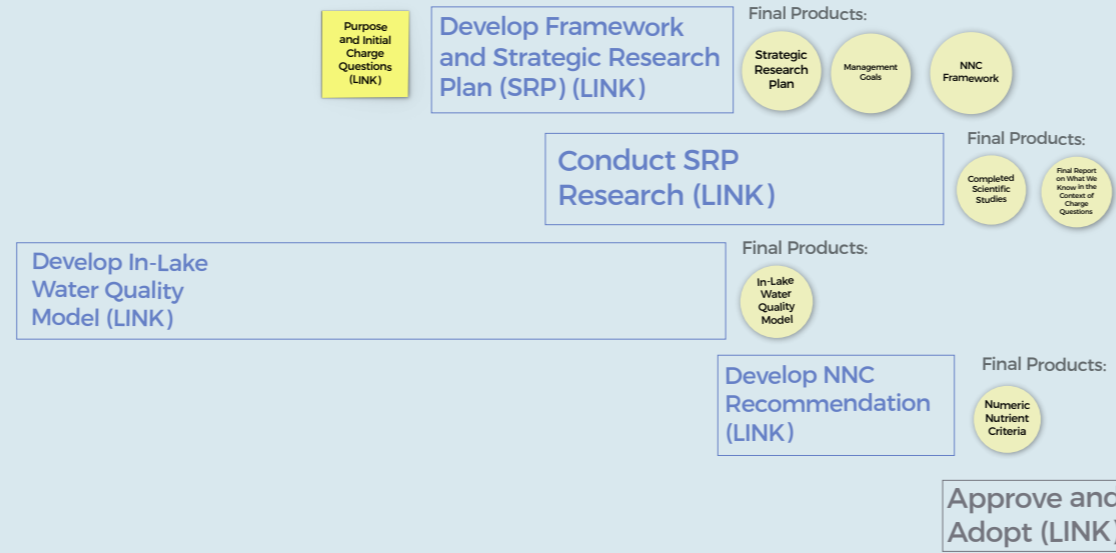 Purpose
and Initial
Charge
Questions
(LINK)
Develop Framework
and Strategic Research
Plan (SRP) (LINK)
Final Products:
Strategic
Research
Plan
Management
Goals
NNC
Framework
Conduct SRP
Research (LINK)
Final Products:
Completed
Scientific
Studies
Final Report
on What We
Know in the
Context of
Charge
Questions
Develop In-Lake
Water Quality
Model (LINK)
Final Products:
In-Lake
Water
Quality
Model
Develop NNC
Recommendation
(LINK)
Final Products:
Numeric
Nutrient
Criteria
Approve and
Adopt (LINK)